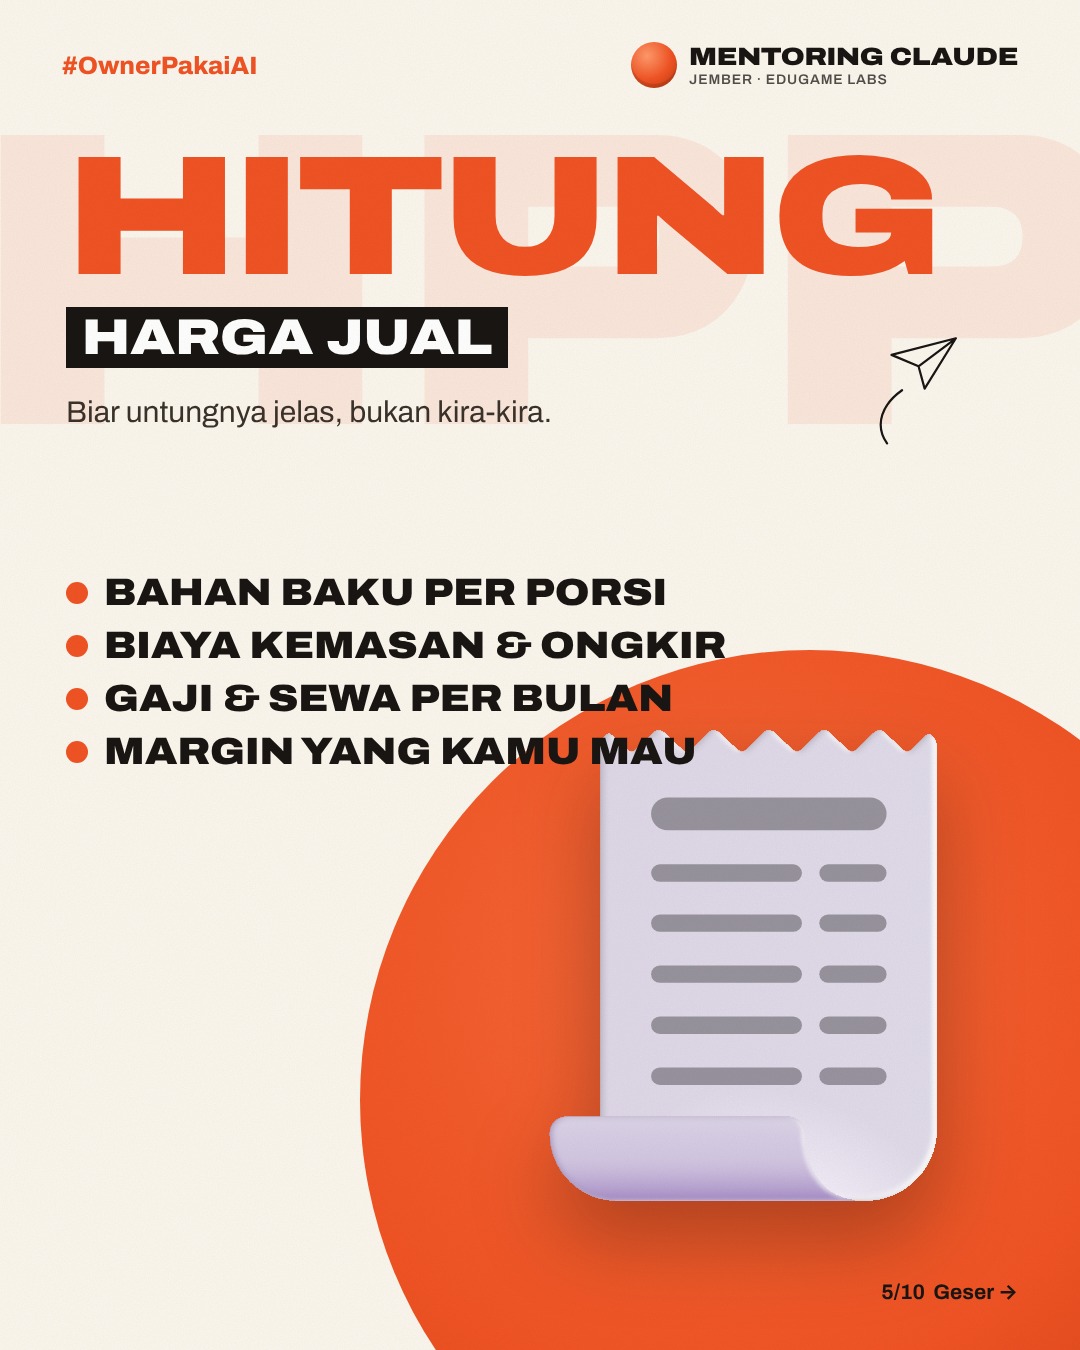 #OwnerPakaiAI
MENTORING CLAUDE
JEMBER · EDUGAME LABS
HPP
HITUNG
HARGA JUAL
Biar untungnya jelas, bukan kira-kira.
BAHAN BAKU PER PORSI
BIAYA KEMASAN & ONGKIR
GAJI & SEWA PER BULAN
MARGIN YANG KAMU MAU
5/10 Geser →